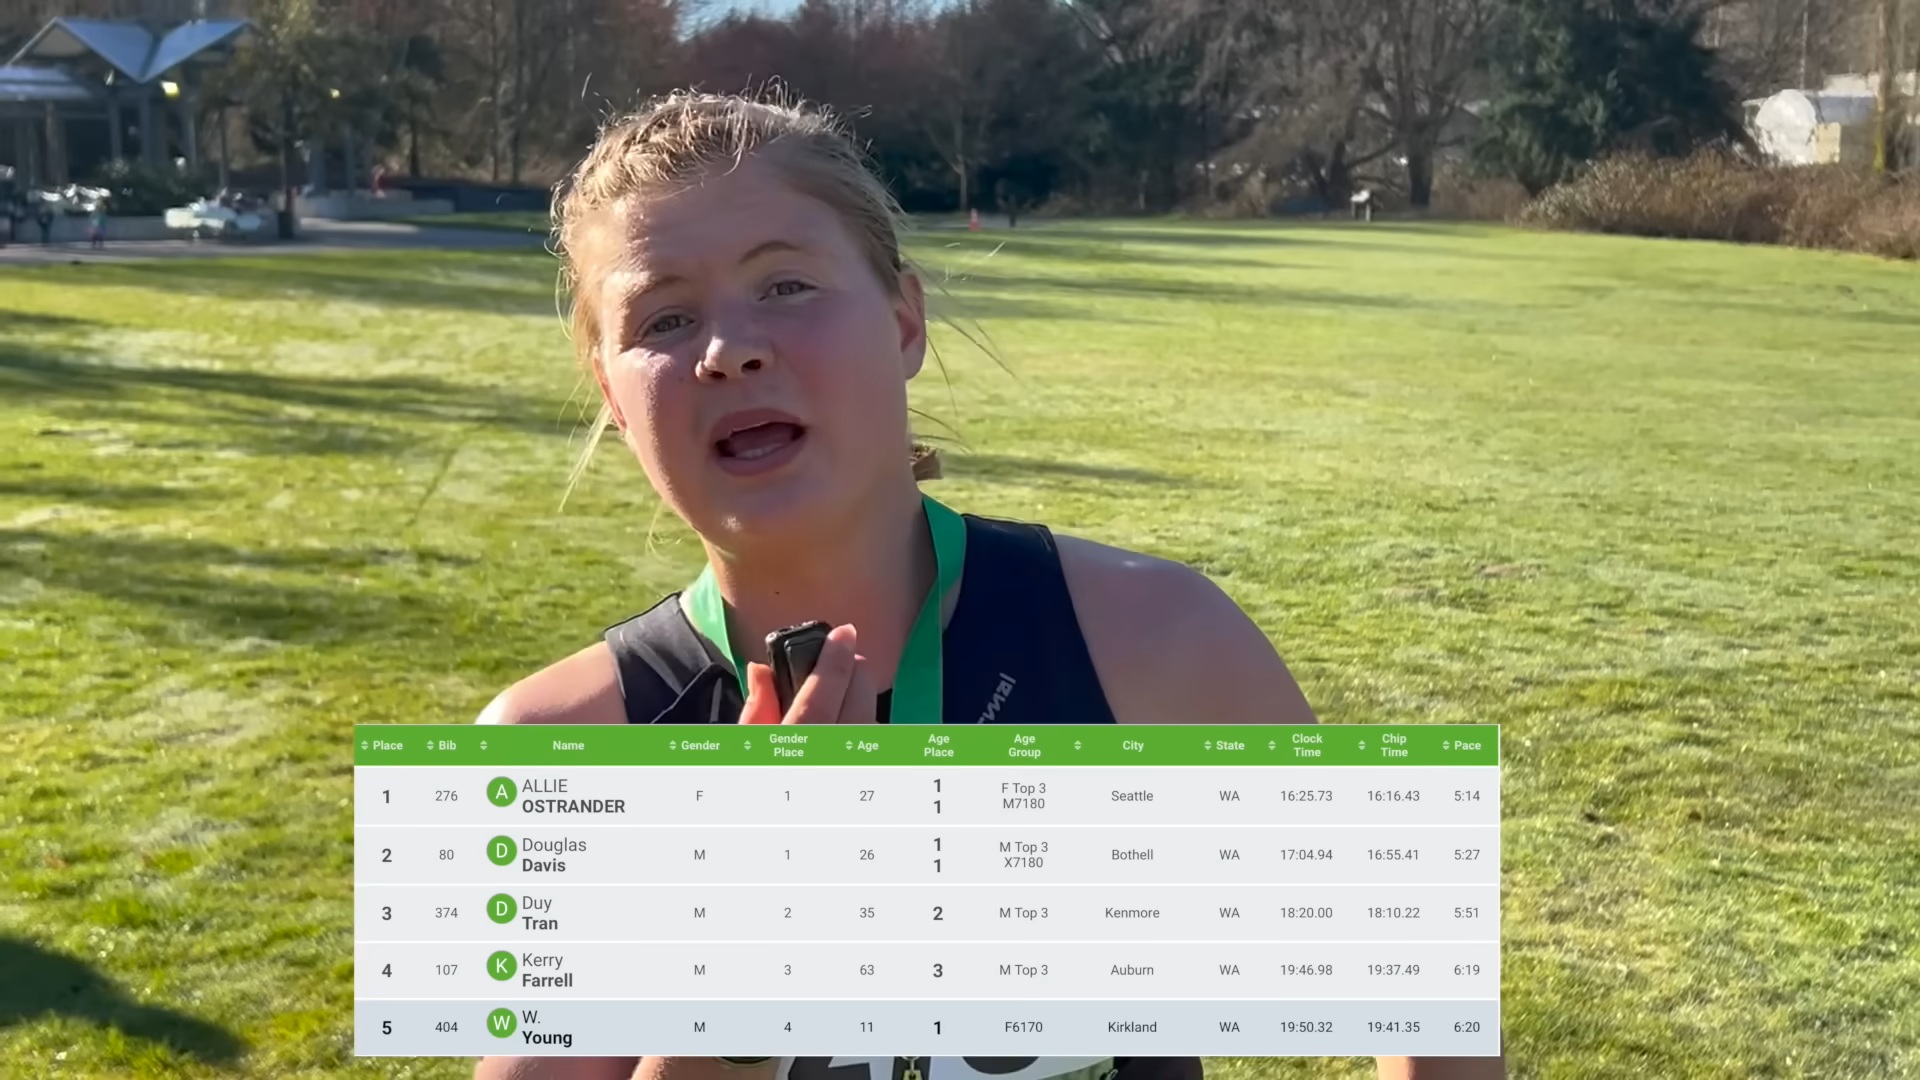 Place Bib Name Gender Gender Place Age Age Place Age Group City State Clock Time Chip Time Pace
1 276 A ALLIE OSTRANDER F 1 27 1 1 F Top 3 M7180 Seattle WA 16:25.73 16:16.43 5:14
2 80 D Douglas Davis M 1 26 1 1 M Top 3 X7180 Bothell WA 17:04.94 16:55.41 5:27
3 374 D Duy Tran M 2 35 2 M Top 3 Kenmore WA 18:20.00 18:10.22 5:51
4 107 K Kerry Farrell M 3 63 3 M Top 3 Auburn WA 19:46.98 19:37.49 6:19
5 404 W W. Young M 4 11 1 F6170 Kirkland WA 19:50.32 19:41.35 6:20